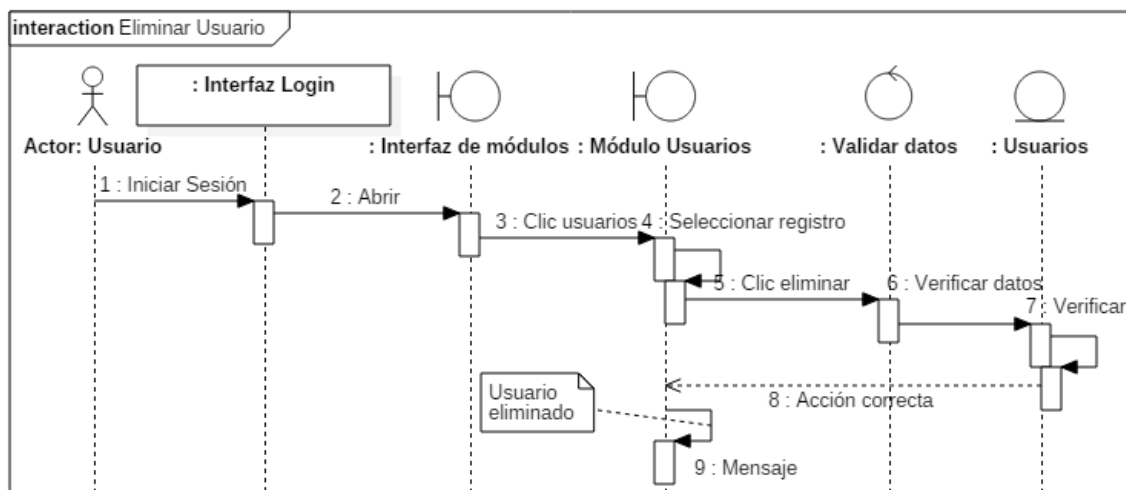 interaction Eliminar Usuario
: Interfaz Login
Actor: Usuario
: Interfaz de módulos
: Módulo Usuarios
: Validar datos
: Usuarios
1 : Iniciar Sesión
2 : Abrir
3 : Clic usuarios
4 : Seleccionar registro
5 : Clic eliminar
6 : Verificar datos
7 : Verificar
Usuario
eliminado
8 : Acción correcta
9 : Mensaje